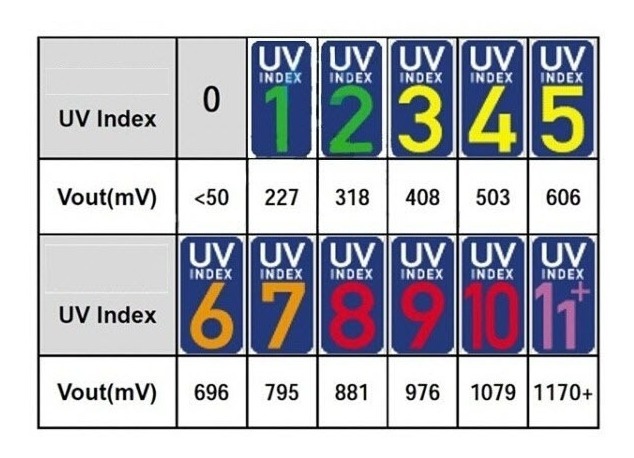 UV Index 0 UV INDEX 1 UV INDEX 2 UV INDEX 3 UV INDEX 4 UV INDEX 5
Vout(mV) <50 227 318 408 503 606
UV Index UV INDEX 6 UV INDEX 7 UV INDEX 8 UV INDEX 9 UV INDEX 10 UV INDEX 11+
Vout(mV) 696 795 881 976 1079 1170+